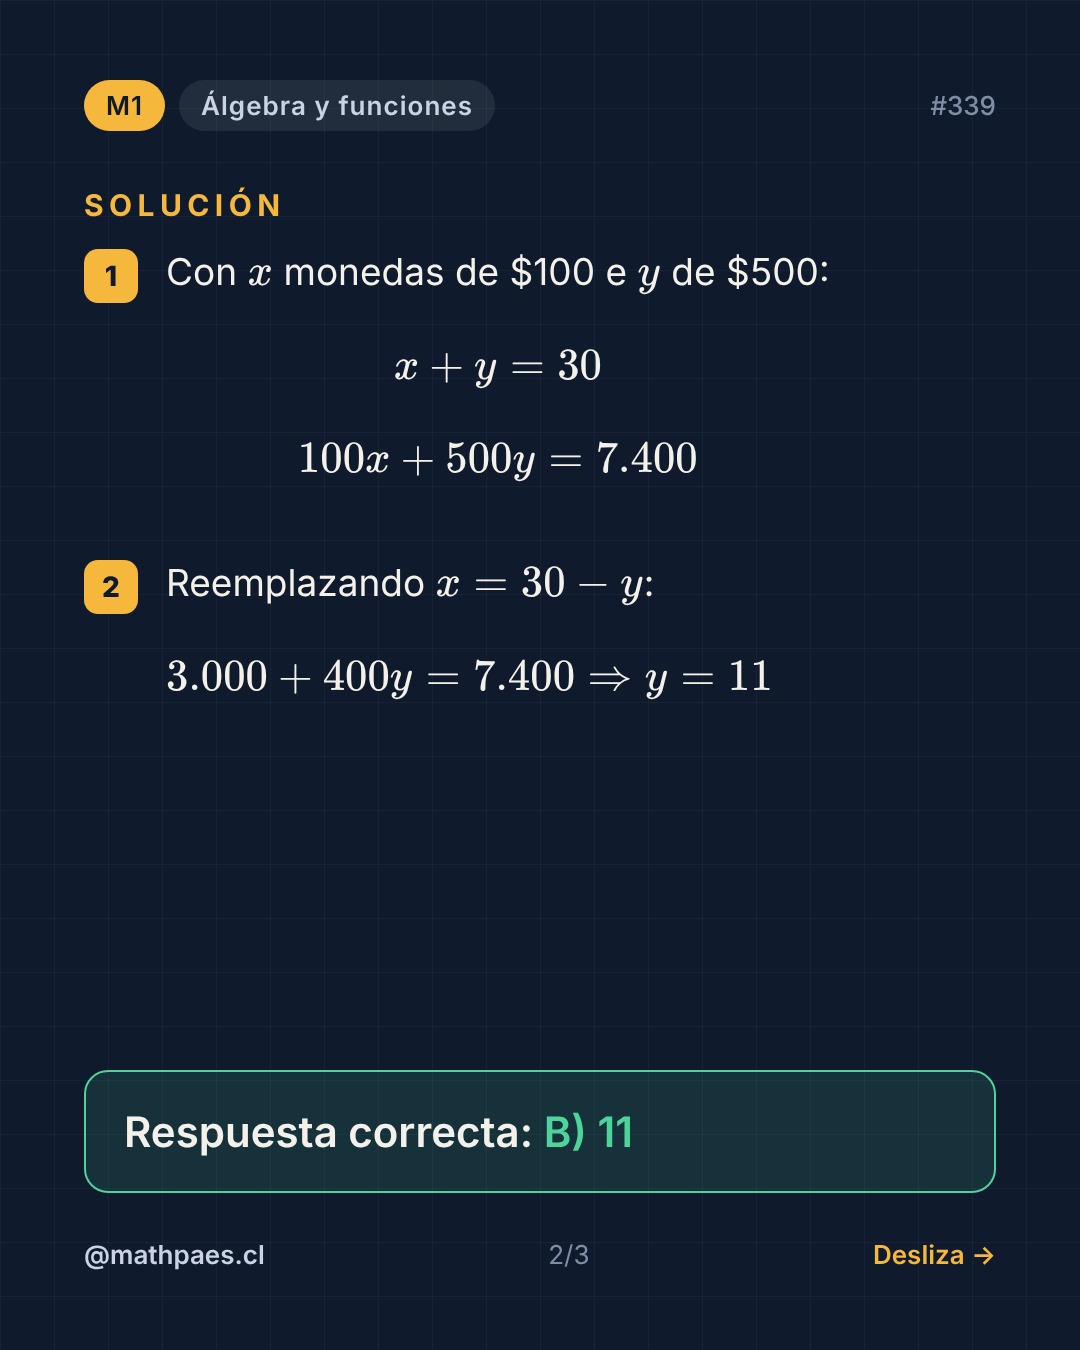 M1 Álgebra y funciones #339
SOLUCIÓN
1 Con x monedas de $100 e y de $500:
x + y = 30
100x + 500y = 7.400
2 Reemplazando x = 30 − y:
3.000 + 400y = 7.400 ⇒ y = 11
Respuesta correcta: B) 11
@mathpaes.cl 2/3 Desliza →